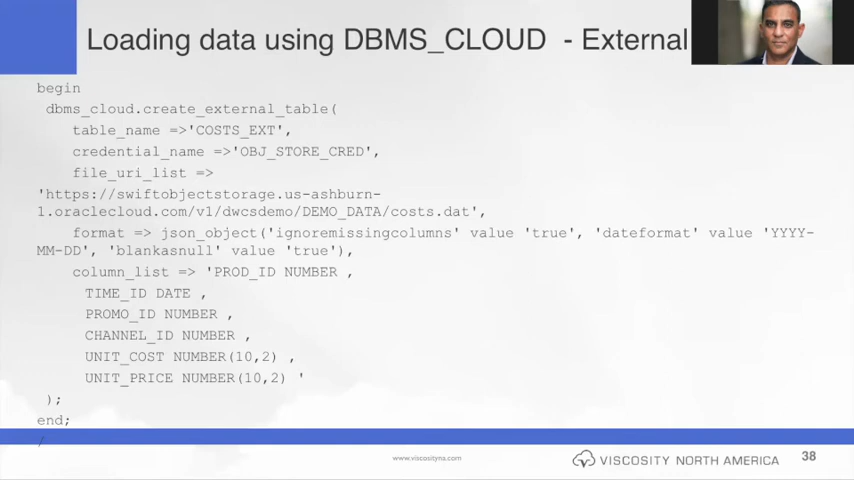 Loading data using DBMS_CLOUD - External
begin
dbms_cloud.create_external_table(
table_name =>'COSTS_EXT',
credential_name =>'OBJ_STORE_CRED',
file_uri_list =>
'https://swiftobjectstorage.us-ashburn-
1.oraclecloud.com/v1/dwcsdemo/DEMO_DATA/costs.dat',
format => json_object('ignoremissingcolumns' value 'true', 'dateformat' value 'YYYY-
MM-DD', 'blankasnull' value 'true'),
column_list => 'PROD_ID NUMBER ,
TIME_ID DATE ,
PROMO_ID NUMBER ,
CHANNEL_ID NUMBER ,
UNIT_COST NUMBER(10,2) ,
UNIT_PRICE NUMBER(10,2) '
);
end;
/
www.viscosityna.com
VISCOSITY NORTH AMERICA
38